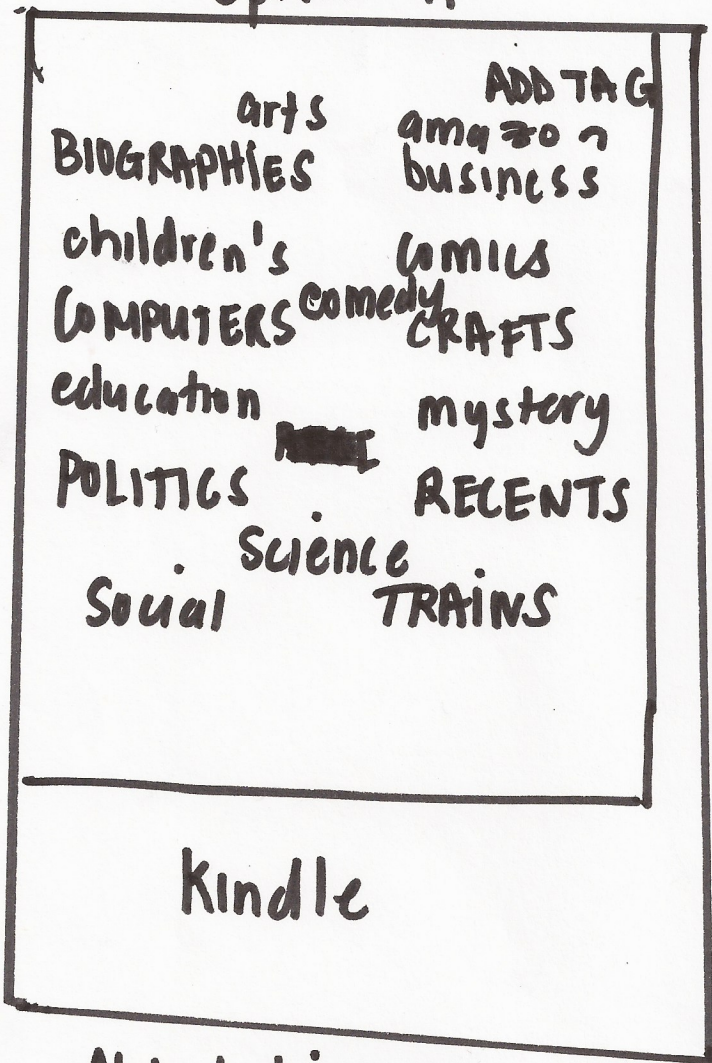 ADD TAG
arts amazon
BIOGRAPHIES business
children's comics
COMPUTERS comedy CRAFTS
education mystery
POLITICS RECENTS
Science
Social TRAINS
Kindle